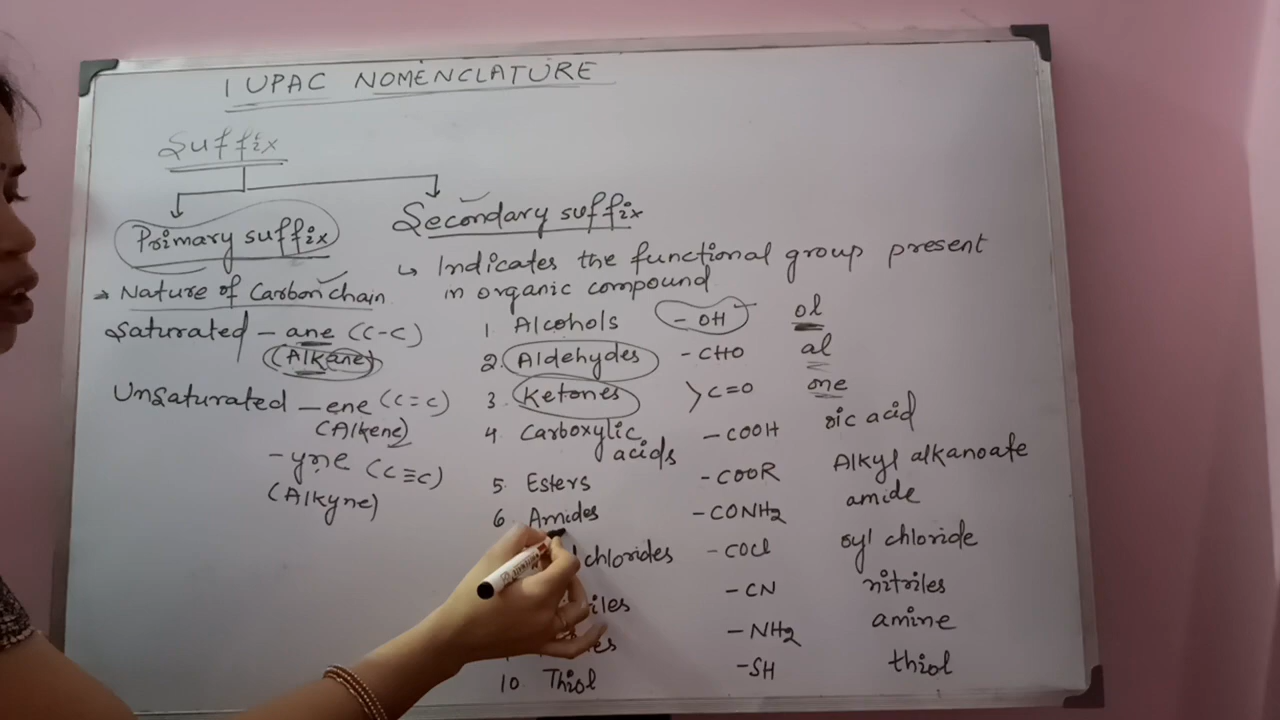 IUPAC NOMENCLATURE
Suffix
Primary suffix
→ Nature of Carbon chain
Saturated - ane (C-C)
(Alkane)
Unsaturated - ene (C=C)
(Alkene)
- yne (C≡C)
(Alkyne)
Secondary suffix
↳ Indicates the functional group present
in organic compound
1. Alcohols - OH ol
2. Aldehydes - CHO al
3. Ketones >C=O one
4. Carboxylic acids - COOH oic acid
5. Esters - COOR Alkyl alkanoate
6. Amides - CONH2 amide
chlorides - COCl oyl chloride
- CN nitriles
- NH2 amine
10 Thiol - SH thiol